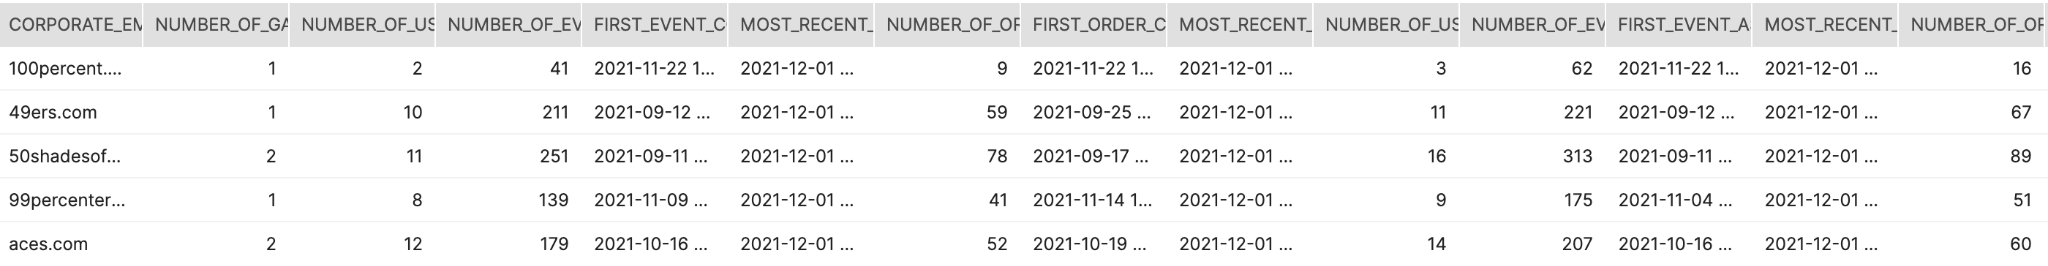 CORPORATE_EM NUMBER_OF_GA NUMBER_OF_US NUMBER_OF_EV FIRST_EVENT_C MOST_RECENT_ NUMBER_OF_OR FIRST_ORDER_C MOST_RECENT_ NUMBER_OF_US NUMBER_OF_EV FIRST_EVENT_A MOST_RECENT_ NUMBER_OF_OR
100percent.... 1 2 41 2021-11-22 1... 2021-12-01 ... 9 2021-11-22 1... 2021-12-01 ... 3 62 2021-11-22 1... 2021-12-01 ... 16
49ers.com 1 10 211 2021-09-12 ... 2021-12-01 ... 59 2021-09-25 ... 2021-12-01 ... 11 221 2021-09-12 ... 2021-12-01 ... 67
50shadesof... 2 11 251 2021-09-11 ... 2021-12-01 ... 78 2021-09-17 ... 2021-12-01 ... 16 313 2021-09-11 ... 2021-12-01 ... 89
99percenter... 1 8 139 2021-11-09 ... 2021-12-01 ... 41 2021-11-14 1... 2021-12-01 ... 9 175 2021-11-04 ... 2021-12-01 ... 51
aces.com 2 12 179 2021-10-16 ... 2021-12-01 ... 52 2021-10-19 ... 2021-12-01 ... 14 207 2021-10-16 ... 2021-12-01 ... 60